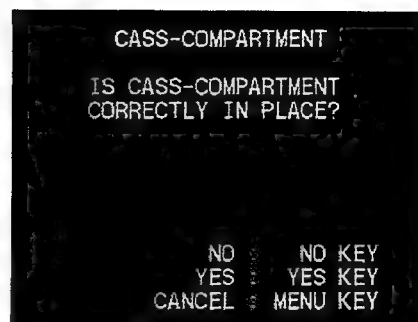 CASS-COMPARTMENT
IS CASS-COMPARTMENT
CORRECTLY IN PLACE?
NO NO KEY
YES YES KEY
CANCEL MENU KEY